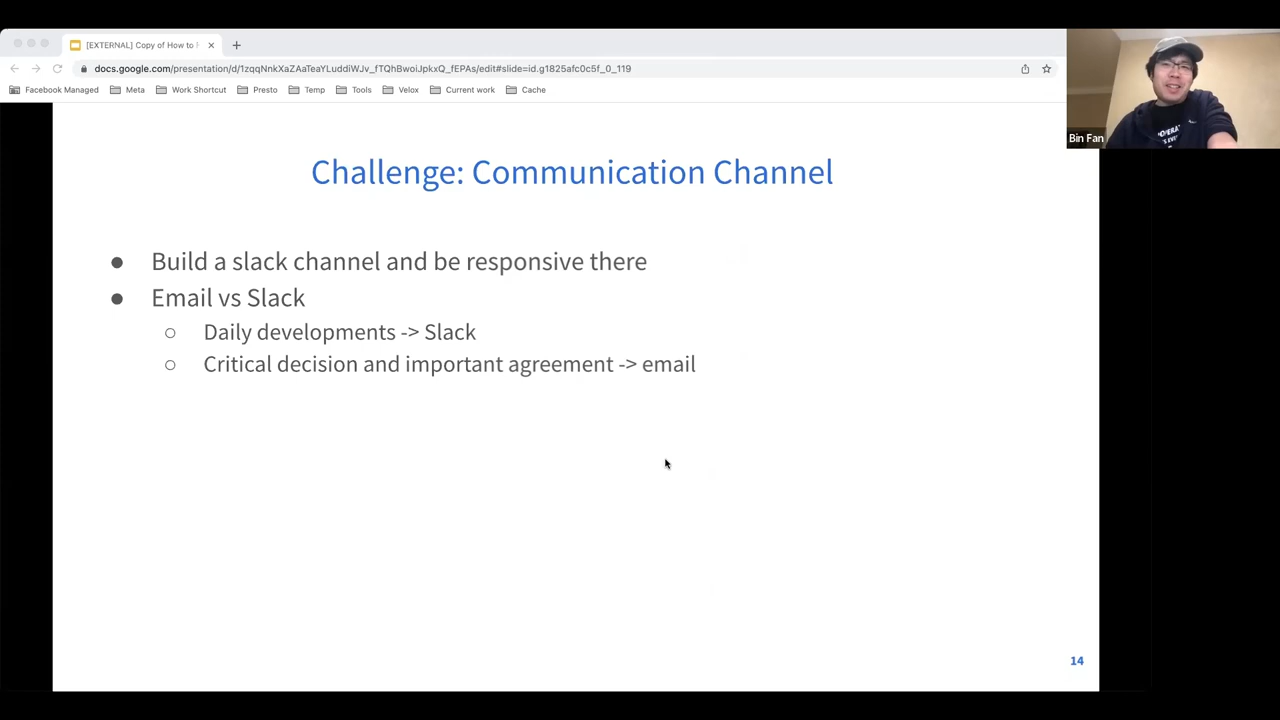 [EXTERNAL] Copy of How to
docs.google.com/presentation/d/1zqqNnkXaZAaTeaYLuddiWJv_fTQhBwoiJpkxQ_fEPAs/edit#slide=id.g1825afc0c5f_0_119
Facebook Managed Meta Work Shortcut Presto Temp Tools Velox Current work Cache
Bin Fan
Challenge: Communication Channel
● Build a slack channel and be responsive there
● Email vs Slack
○ Daily developments -> Slack
○ Critical decision and important agreement -> email
14